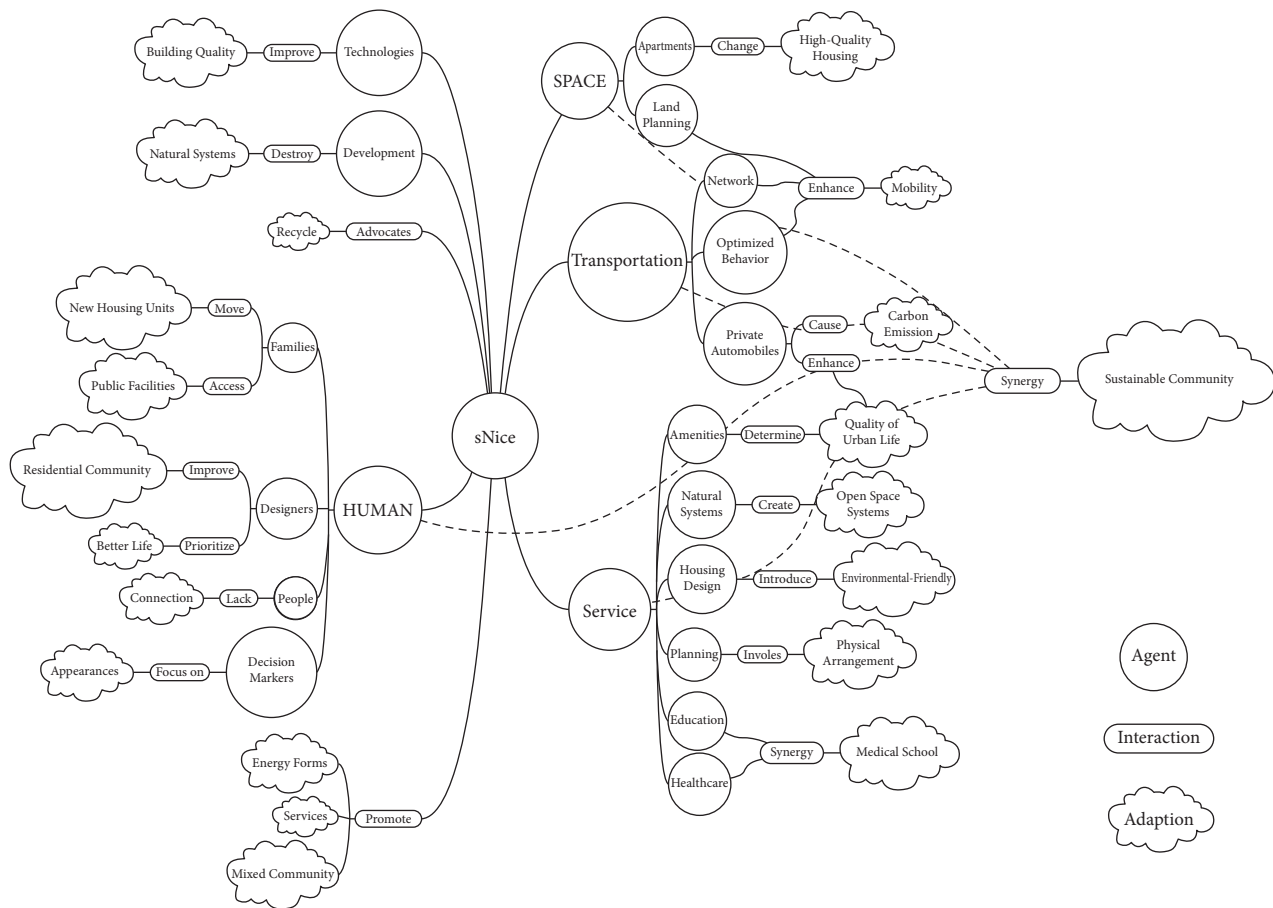 Building Quality
Improve
Technologies
Natural Systems
Destroy
Development
Recycle
Advocates
New Housing Units
Move
Families
Public Facilities
Access
Residential Community
Improve
Designers
Better Life
Prioritize
HUMAN
Connection
Lack
People
Appearances
Focus on
Decision
Markers
Energy Forms
Services
Promote
Mixed Community
sNice
SPACE
Apartments
Change
High-Quality
Housing
Land
Planning
Network
Enhance
Mobility
Transportation
Optimized
Behavior
Private
Automobiles
Cause
Carbon
Emission
Enhance
Synergy
Sustainable Community
Amenities
Determine
Quality of
Urban Life
Natural
Systems
Create
Open Space
Systems
Service
Housing
Design
Introduce
Environmental-Friendly
Planning
Involes
Physical
Arrangement
Education
Synergy
Medical School
Healthcare
Agent
Interaction
Adaption